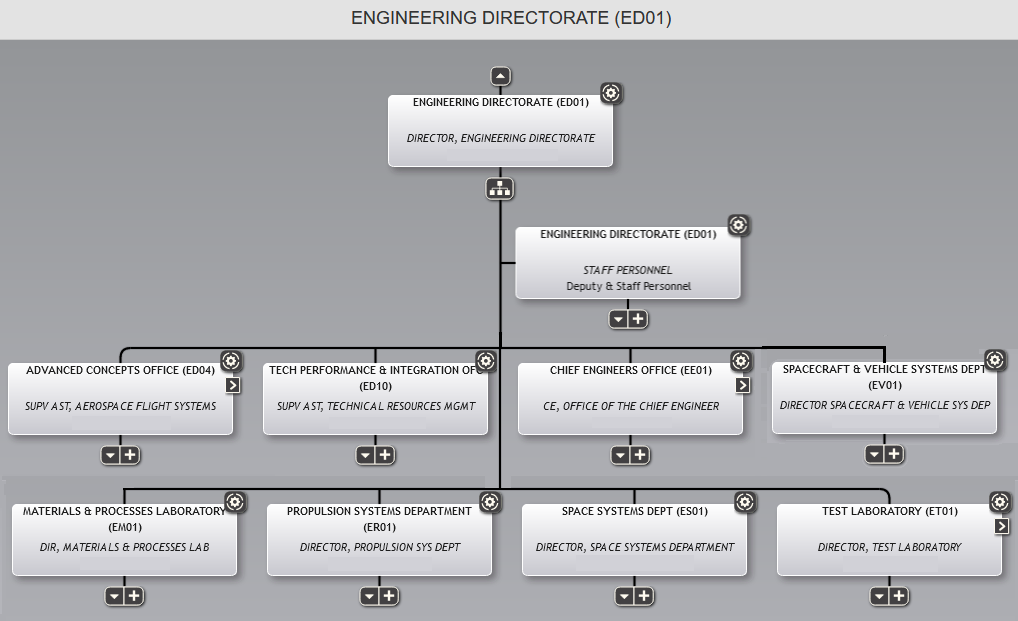 ENGINEERING DIRECTORATE (ED01)
ENGINEERING DIRECTORATE (ED01)
DIRECTOR, ENGINEERING DIRECTORATE
ENGINEERING DIRECTORATE (ED01)
STAFF PERSONNEL
Deputy & Staff Personnel
ADVANCED CONCEPTS OFFICE (ED04)
SUPV AST, AEROSPACE FLIGHT SYSTEMS
TECH PERFORMANCE & INTEGRATION OFC
(ED10)
SUPV AST, TECHNICAL RESOURCES MGMT
CHIEF ENGINEERS OFFICE (EE01)
CE, OFFICE OF THE CHIEF ENGINEER
SPACECRAFT & VEHICLE SYSTEMS DEPT
(EV01)
DIRECTOR SPACECRAFT & VEHICLE SYS DEP
MATERIALS & PROCESSES LABORATORY
(EM01)
DIR, MATERIALS & PROCESSES LAB
PROPULSION SYSTEMS DEPARTMENT
(ER01)
DIRECTOR, PROPULSION SYS DEPT
SPACE SYSTEMS DEPT (ES01)
DIRECTOR, SPACE SYSTEMS DEPARTMENT
TEST LABORATORY (ET01)
DIRECTOR, TEST LABORATORY